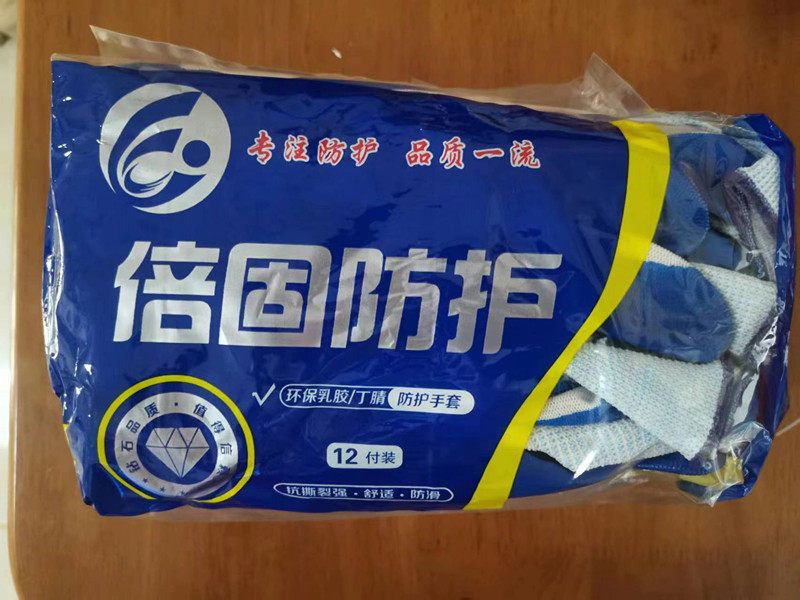 专注防护 品质一流
倍固防护
环保乳胶/丁腈 防护手套
12付装
抗撕裂强·舒适·防滑
钻石品质·值得信